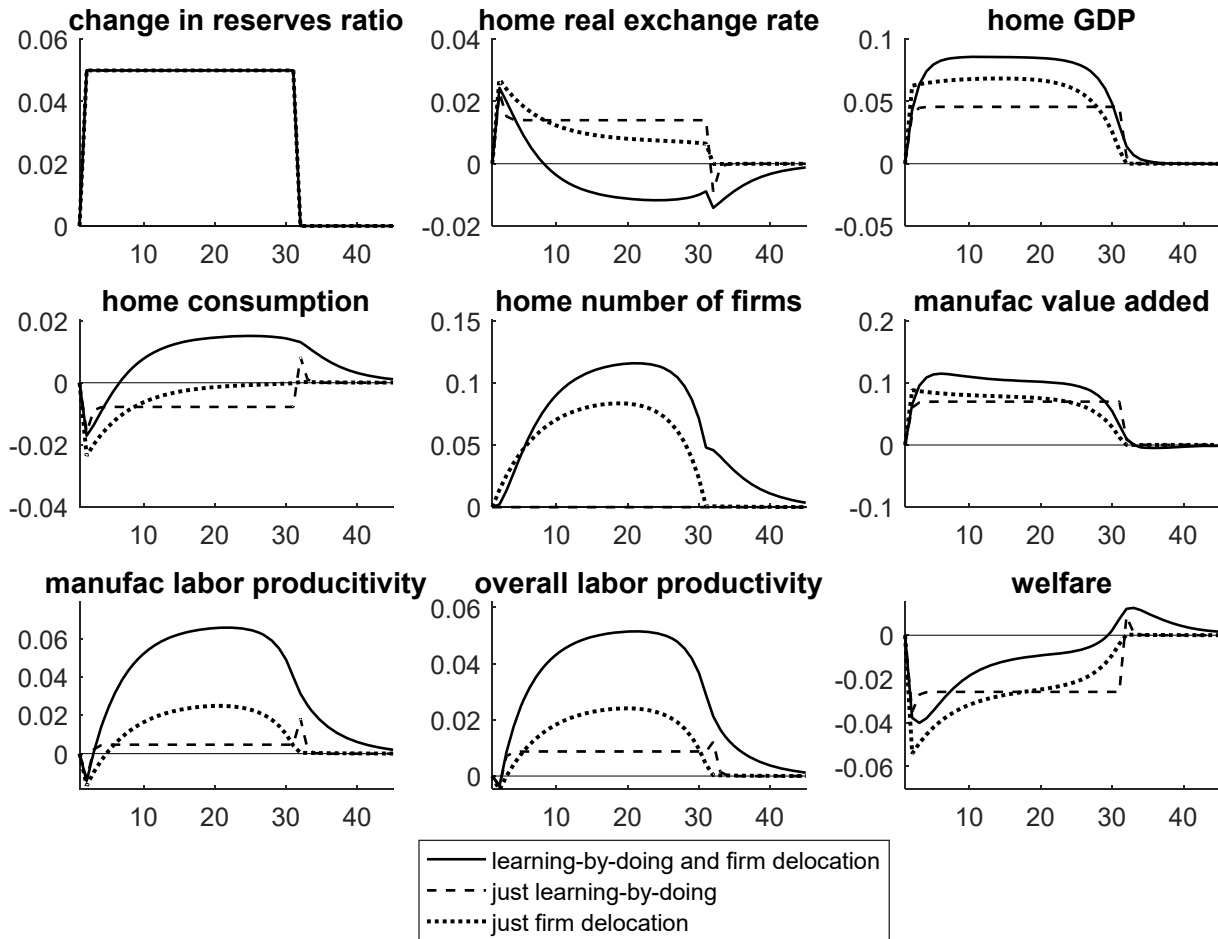 change in reserves ratio
0.06
0.04
0.02
0
10 20 30 40
home real exchange rate
0.04
0.02
0
-0.02
10 20 30 40
home GDP
0.1
0.05
0
-0.05
10 20 30 40
home consumption
0.02
0
-0.02
-0.04
10 20 30 40
home number of firms
0.15
0.1
0.05
0
10 20 30 40
manufac value added
0.2
0.1
0
-0.1
10 20 30 40
manufac labor producitivity
0.06
0.04
0.02
0
10 20 30 40
overall labor productivity
0.06
0.04
0.02
0
10 20 30 40
welfare
0
-0.02
-0.04
-0.06
10 20 30 40
learning-by-doing and firm delocation
just learning-by-doing
just firm delocation